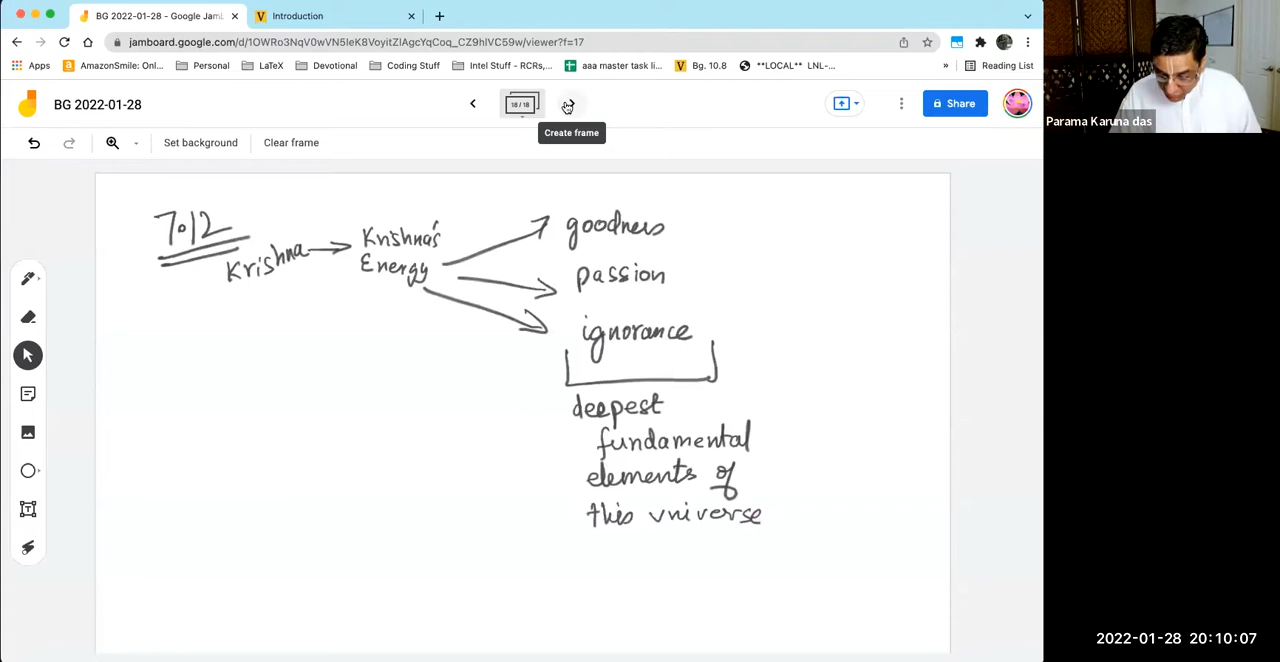 BG 2022-01-28 - Google Jam
Introduction
jamboard.google.com/d/1OWRo3NqV0wVN5leK8VoyitZlAgcYqCoq_CZ9hlVC59w/viewer?f=17
Apps
AmazonSmile: Onl...
Personal
LaTeX
Devotional
Coding Stuff
Intel Stuff - RCRs,...
aaa master task li...
Bg. 10.8
**LOCAL** LNL-...
»
Reading List
BG 2022-01-28
18 / 18
Share
Create frame
Set background
Clear frame
Parama Karuna das
7.12
Krishna
Krishna's
Energy
goodness
passion
ignorance
deepest
fundamental
elements of
this universe
2022-01-28 20:10:07